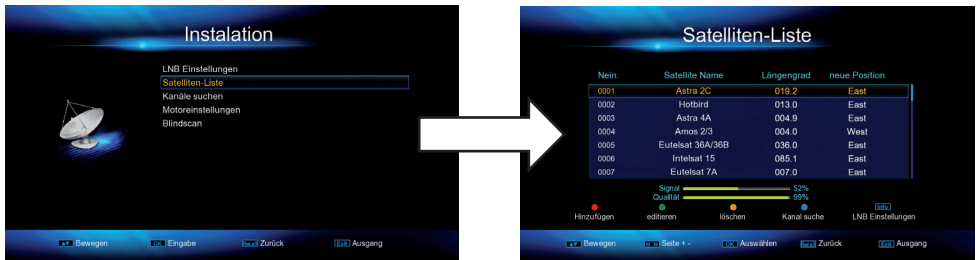 Instalation
LNB Einstellungen
Satelliten-Liste
Kanäle suchen
Motoreinstellungen
Blindscan
▲▼ Bewegen OK Eingabe Recall Zurück Exit Ausgang
Satelliten-Liste
Nein. Satellite Name Längengrad neue Position
0001 Astra 2C 019.2 East
0002 Hotbird 013.0 East
0003 Astra 4A 004.9 East
0004 Amos 2/3 004.0 West
0005 Eutelsat 36A/36B 036.0 East
0006 Intelsat 15 085.1 East
0007 Eutelsat 7A 007.0 East
Signal 52%
Qualität 99%
Info
Hinzufügen editieren löschen Kanal suche LNB Einstellungen
▲▼ Bewegen Seite + - OK Auswählen Recall Zurück Exit Ausgang